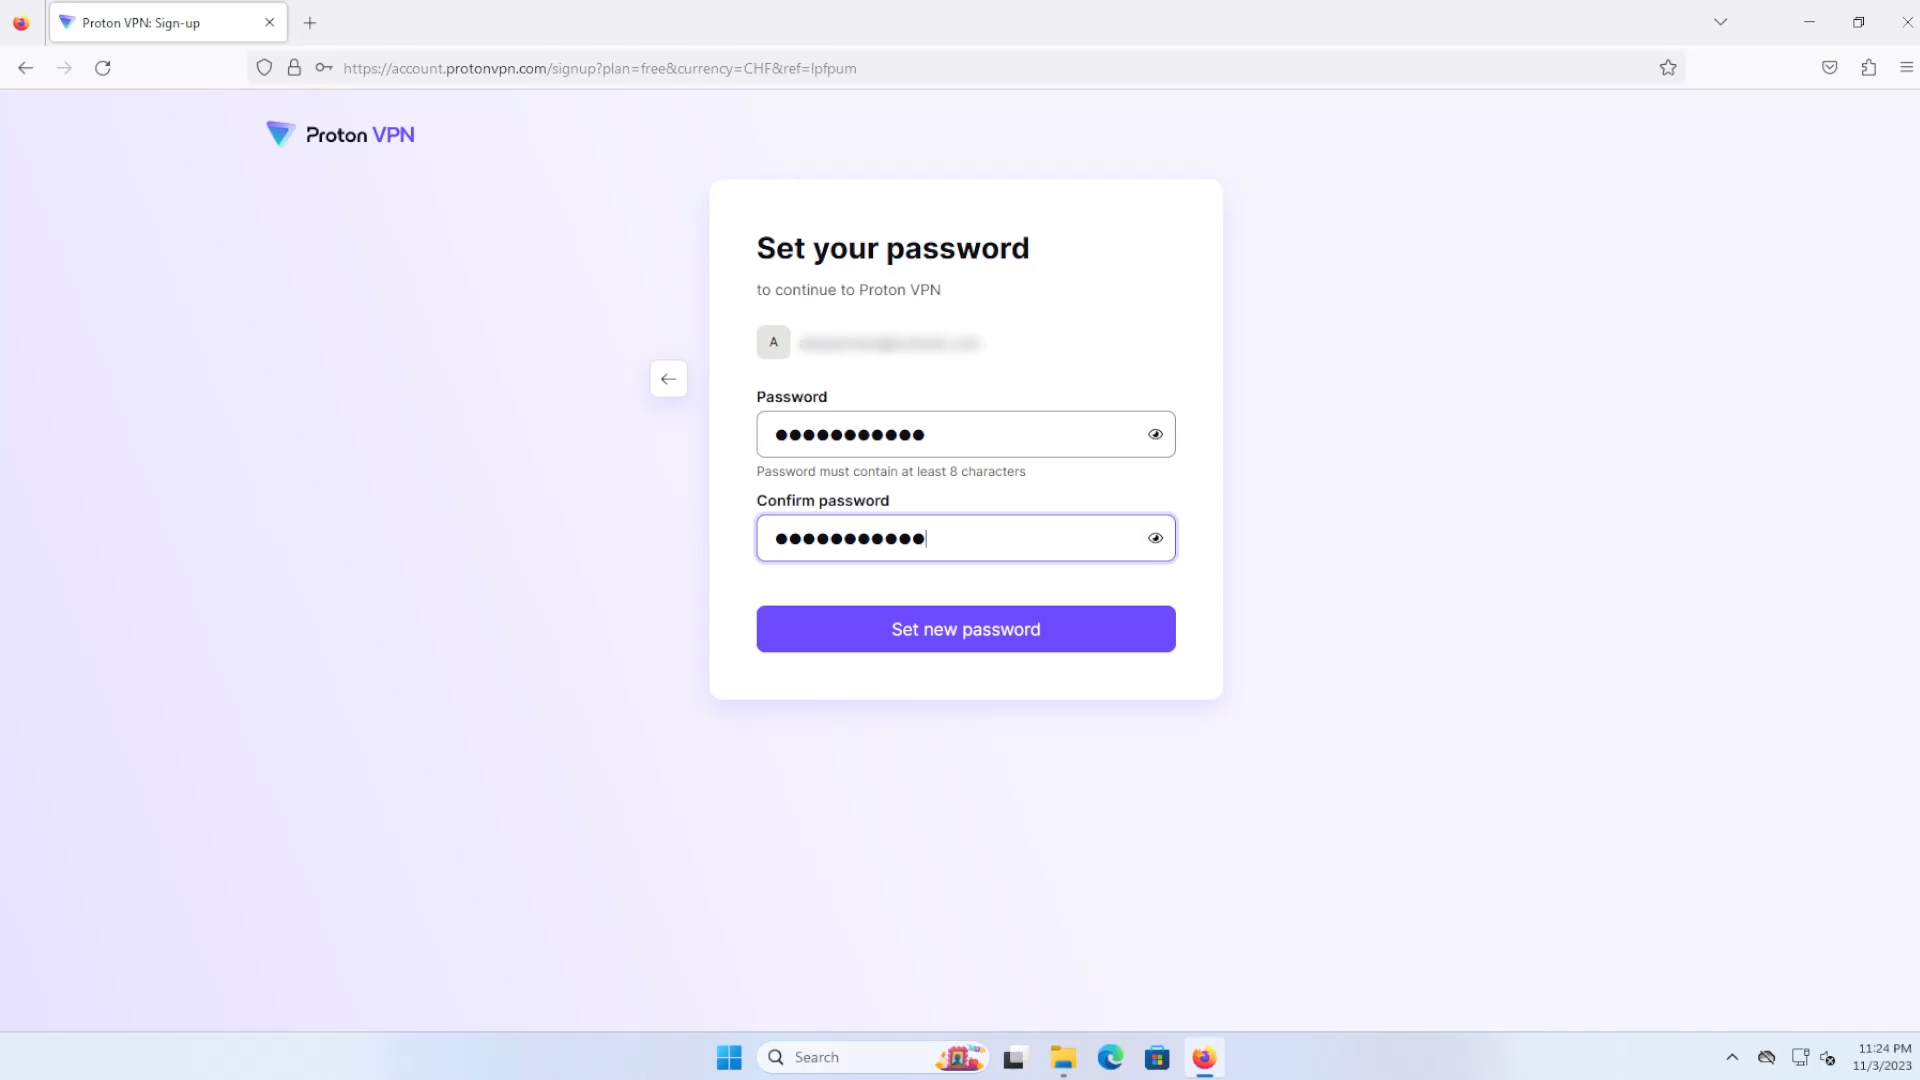 Proton VPN: Sign-up
https://account.protonvpn.com/signup?plan=free&currency=CHF&ref=lpfpum
Proton VPN
Set your password
to continue to Proton VPN
A
Password
●●●●●●●●●●●
Password must contain at least 8 characters
Confirm password
●●●●●●●●●●●
Set new password
Search
11:24 PM
11/3/2023